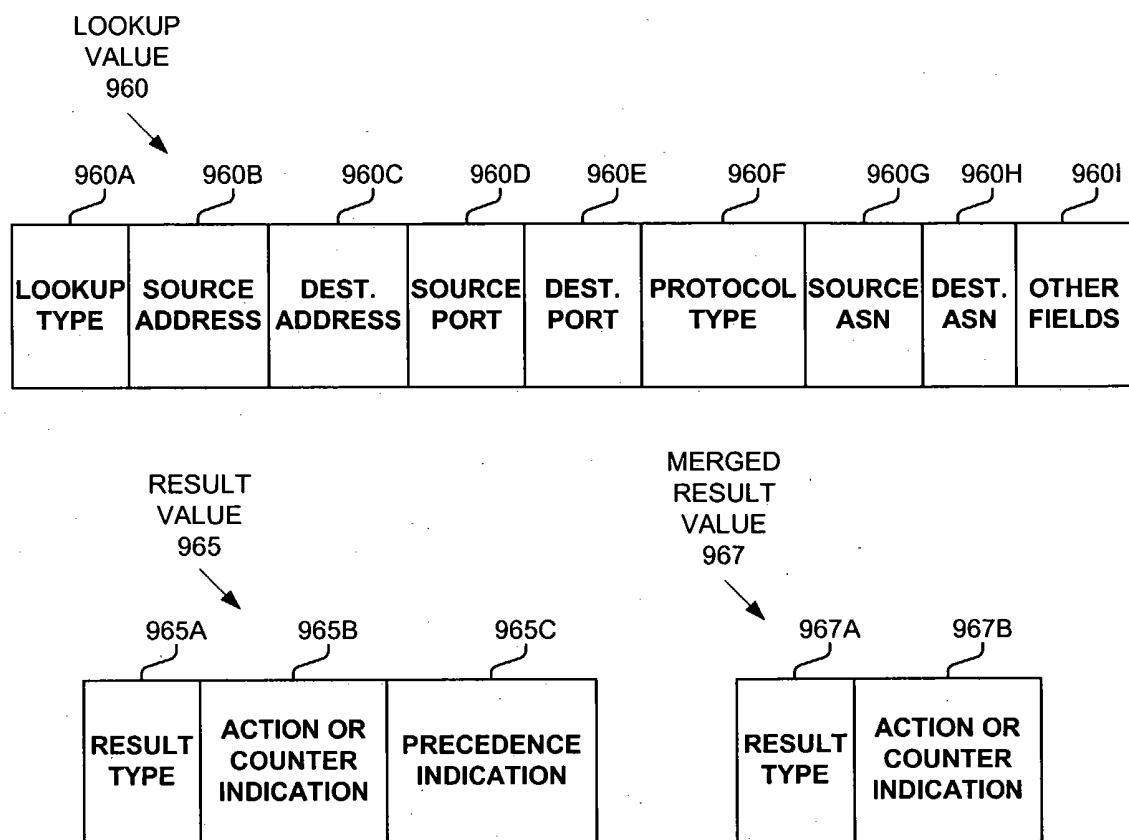 LOOKUP
VALUE
960
960A 960B 960C 960D 960E 960F 960G 960H 960I
LOOKUP TYPE
SOURCE ADDRESS
DEST. ADDRESS
SOURCE PORT
DEST. PORT
PROTOCOL TYPE
SOURCE ASN
DEST. ASN
OTHER FIELDS
RESULT
VALUE
965
965A 965B 965C
RESULT TYPE
ACTION OR COUNTER INDICATION
PRECEDENCE INDICATION
MERGED
RESULT
VALUE
967
967A 967B
RESULT TYPE
ACTION OR COUNTER INDICATION